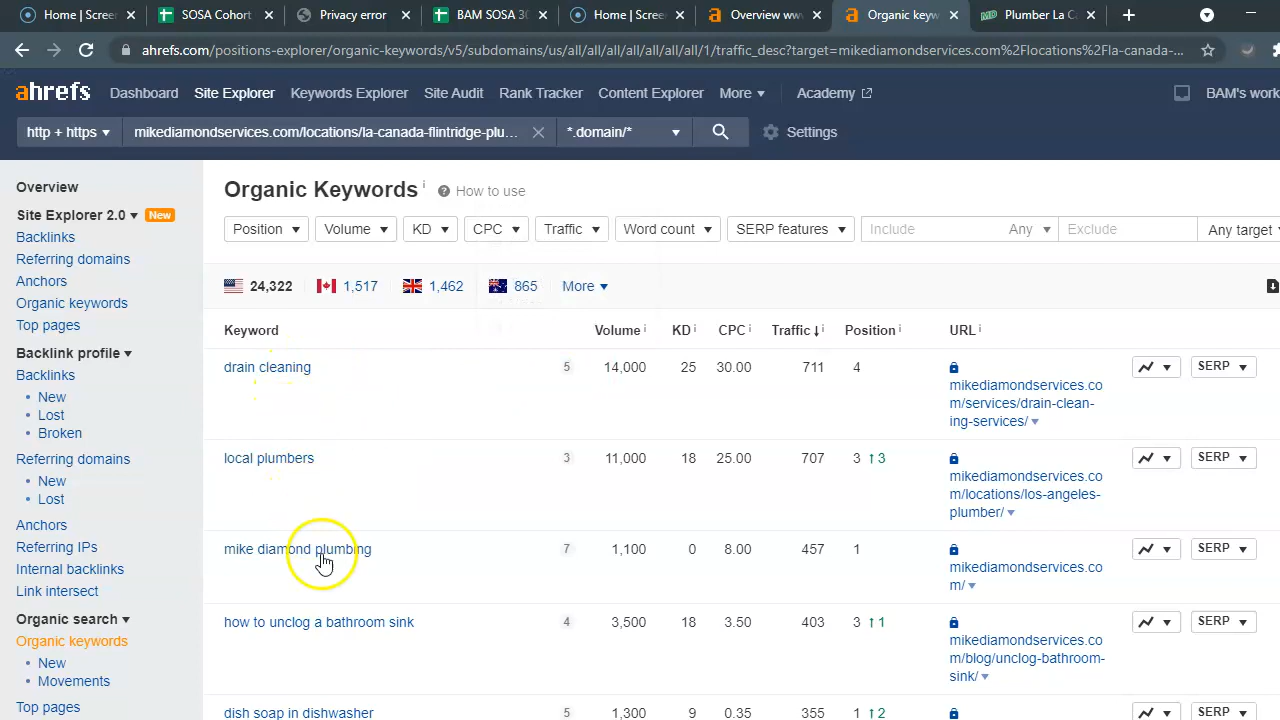 Home | Scree
SOSA Cohort
Privacy error
BAM SOSA 30
Home | Scree
Overview ww
Organic keyw
Plumber La C
ahrefs.com/positions-explorer/organic-keywords/v5/subdomains/us/all/all/all/all/all/all/all/1/traffic_desc?target=mikediamondservices.com%2Flocations%2Fla-canada-...
ahrefs
Dashboard
Site Explorer
Keywords Explorer
Site Audit
Rank Tracker
Content Explorer
More
Academy
BAM's work
http + https
mikediamondservices.com/locations/la-canada-flintridge-plu...
*.domain/*
Settings
Overview
Site Explorer 2.0 New
Backlinks
Referring domains
Anchors
Organic keywords
Top pages
Backlink profile
Backlinks
New
Lost
Broken
Referring domains
New
Lost
Anchors
Referring IPs
Internal backlinks
Link intersect
Organic search
Organic keywords
New
Movements
Top pages
Organic Keywords i ? How to use
Position
Volume
KD
CPC
Traffic
Word count
SERP features
Include
Any
Exclude
Any target
24,322
1,517
1,462
865
More
Keyword Volume i KD i CPC i Traffic i Position i URL i
drain cleaning 5 14,000 25 30.00 711 4
mikediamondservices.co
m/services/drain-clean-
ing-services/
SERP
local plumbers 3 11,000 18 25.00 707 3 ↑3
mikediamondservices.co
m/locations/los-angeles-
plumber/
SERP
mike diamond plumbing 7 1,100 0 8.00 457 1
mikediamondservices.co
m/
SERP
how to unclog a bathroom sink 4 3,500 18 3.50 403 3 ↑1
mikediamondservices.co
m/blog/unclog-bathroom-
sink/
SERP
dish soap in dishwasher 5 1,300 9 0.35 355 1 ↑2
SERP